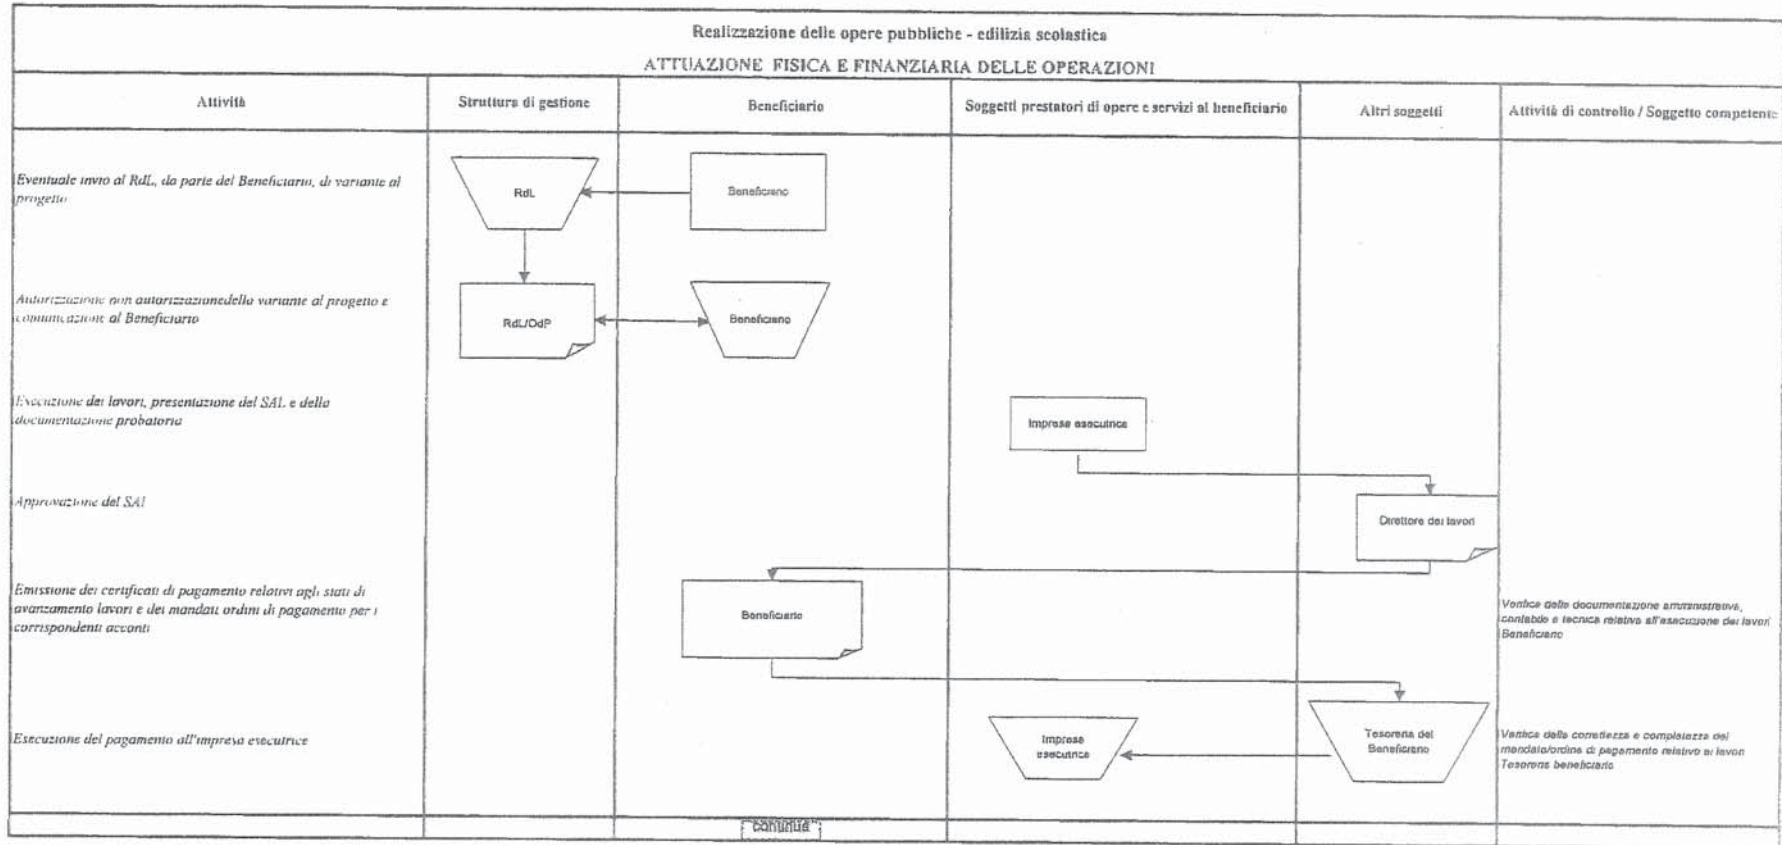 Realizzazione delle opere pubbliche - edilizia scolastica
ATTUAZIONE FISICA E FINANZIARIA DELLE OPERAZIONI
Attività
Struttura di gestione
Beneficiario
Soggetti prestatori di opere e servizi al beneficiario
Altri soggetti
Attività di controllo / Soggetto competente
Eventuale invio al RdL, da parte del Beneficiario, di variante al
progetto
RdL
Beneficiario
Autorizzazione non autorizzazionedella variante al progetto e
comunicazione al Beneficiario
RdL/OdP
Beneficiario
Esecuzione dei lavori, presentazione del SAL e della
documentazione probatoria
Impresa esecutrice
Approvazione del SAL
Direttore dei lavori
Emissione dei certificati di pagamento relativi agli stati di
avanzamento lavori e dei mandati ordini di pagamento per i
corrispondenti acconti
Beneficiario
Verifica della documentazione amministrativa,
contabile e tecnica relativa all'esecuzione dei lavori
Beneficiario
Esecuzione del pagamento all'impresa esecutrice
Impresa
esecutrice
Tesoreria del
Beneficiario
Verifica della correttezza e completezza del
mandato/ordine di pagamento relativo ai lavori
Tesoreria beneficiario
"continua"